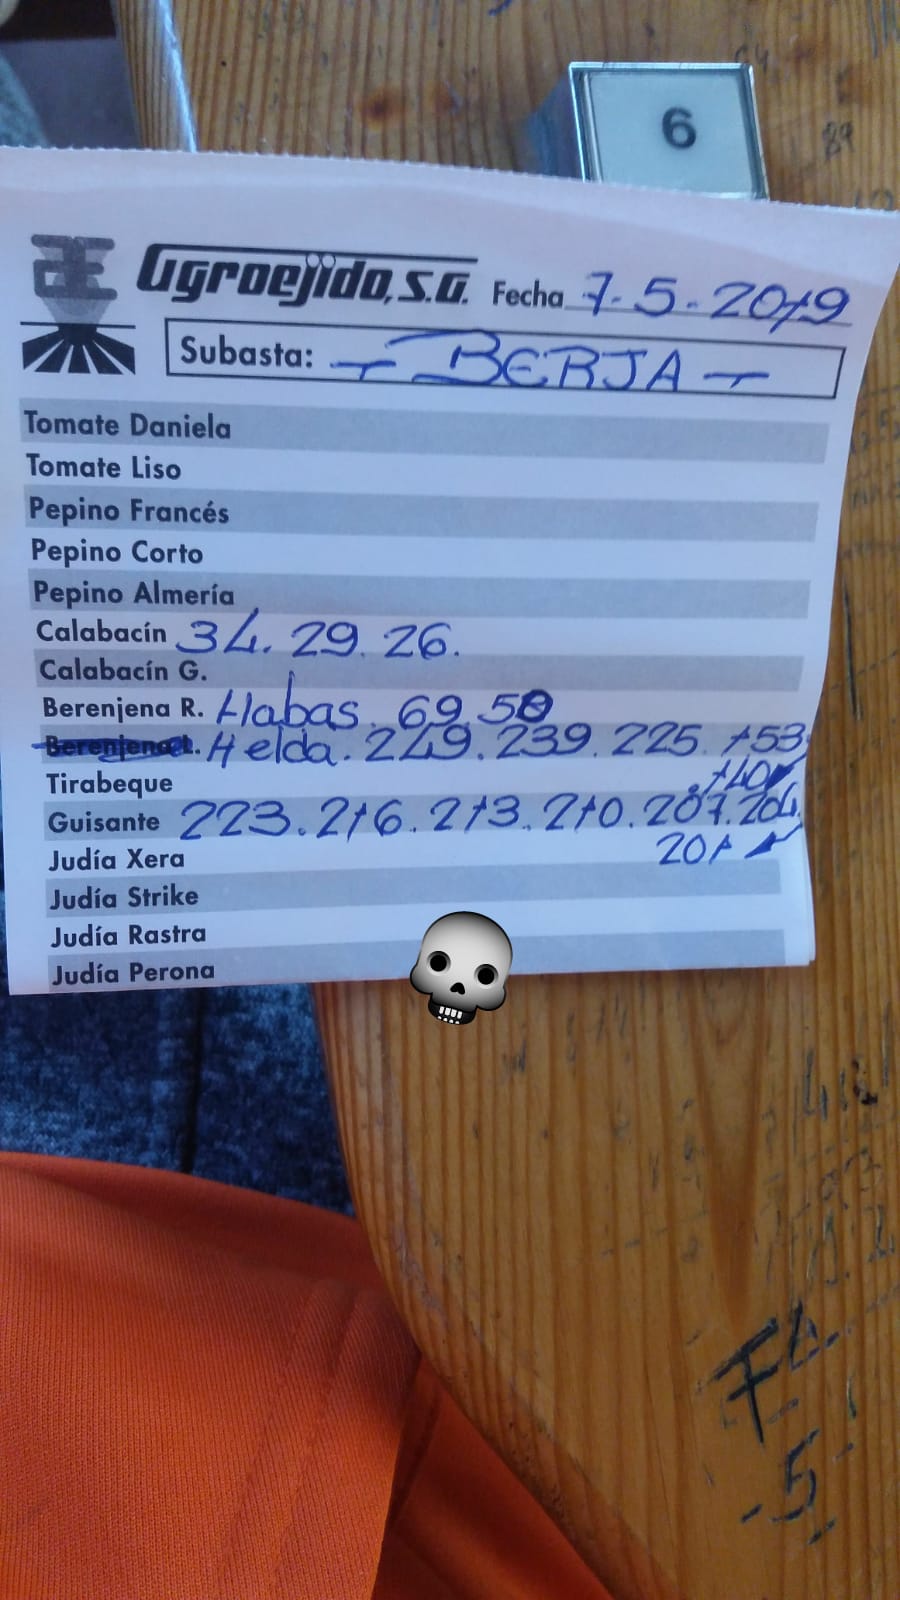 6
Agroejido, S.A. Fecha 7-5-2019
Subasta: - BERJA -
Tomate Daniela
Tomate Liso
Pepino Francés
Pepino Corto
Pepino Almería
Calabacín 34. 29. 26.
Calabacín G.
Berenjena R. Habas. 69. 58
Berenjena L. Helda. 249. 239. 225. 153
Tirabeque .140
Guisante 223. 216. 213. 210. 207. 204.
Judía Xera 201
Judía Strike
Judía Rastra
Judía Perona
F4
-5-